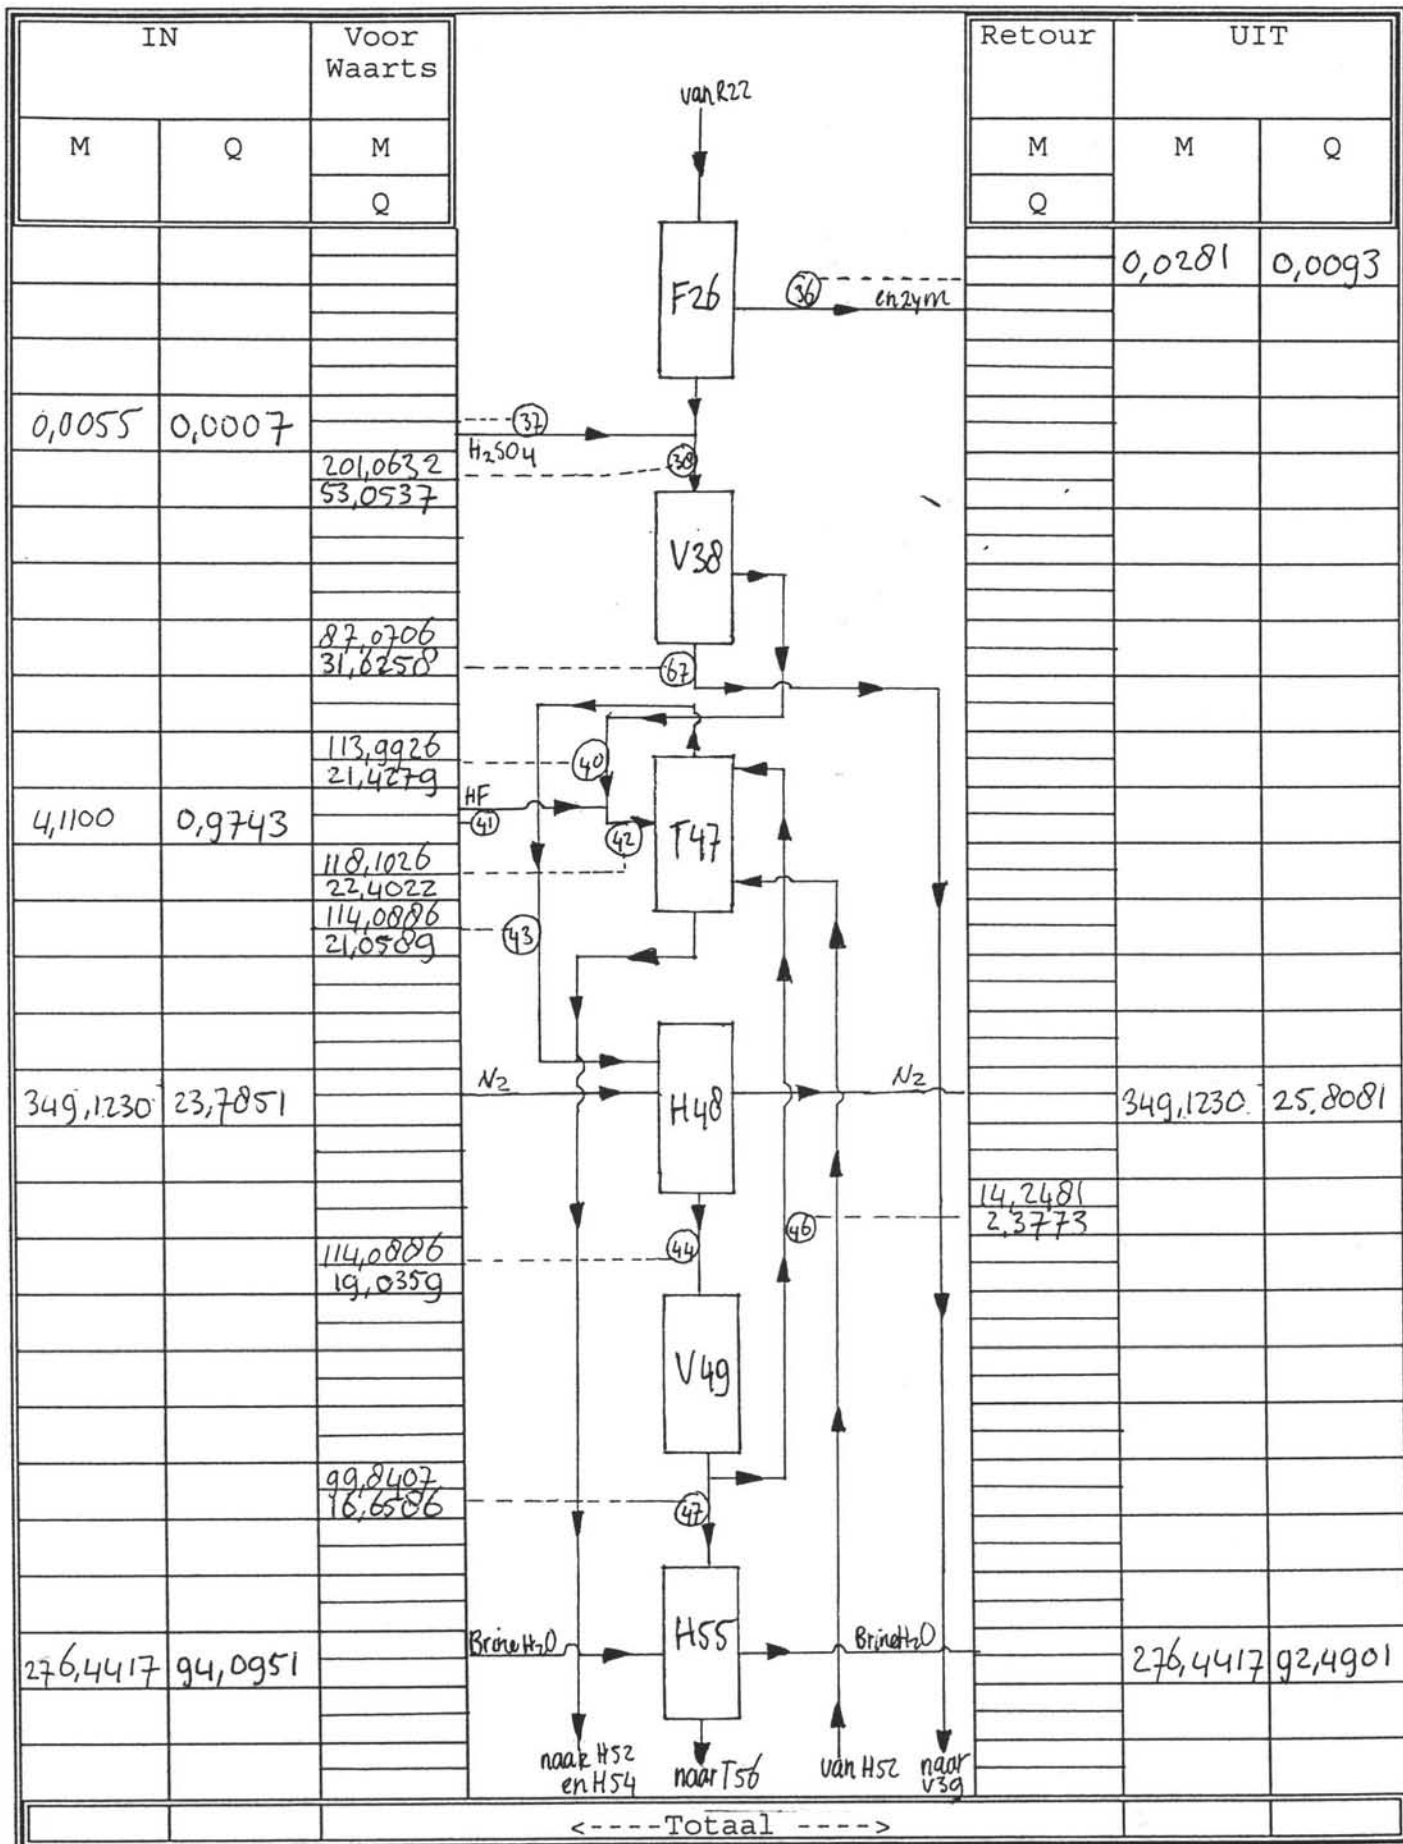 IN Voor Waarts Retour UIT
M Q M M M Q
Q Q
van R22
0,0281 0,0093
F26
36 enzym
0,0055 0,0007
37
H₂SO4
201,0632
38
53,0537
V38
87,0706
31,6258
67
113,9926
40
21,4279
HF
4,1100 0,9743
41
42
T47
118,1026
22,4022
114,0886
43
21,0589
N2 N2
H48
349,1230 23,7851
349,1230 25,8081
14,2481
46
2,3773
44
114,0886
19,0359
V49
99,8407
16,6586
47
H55
BrineH₂O BrineH₂O
276,4417 94,0951
276,4417 92,4901
naar H52
en H54
naar T56
van H52
naar
V39
<----Totaal ---->